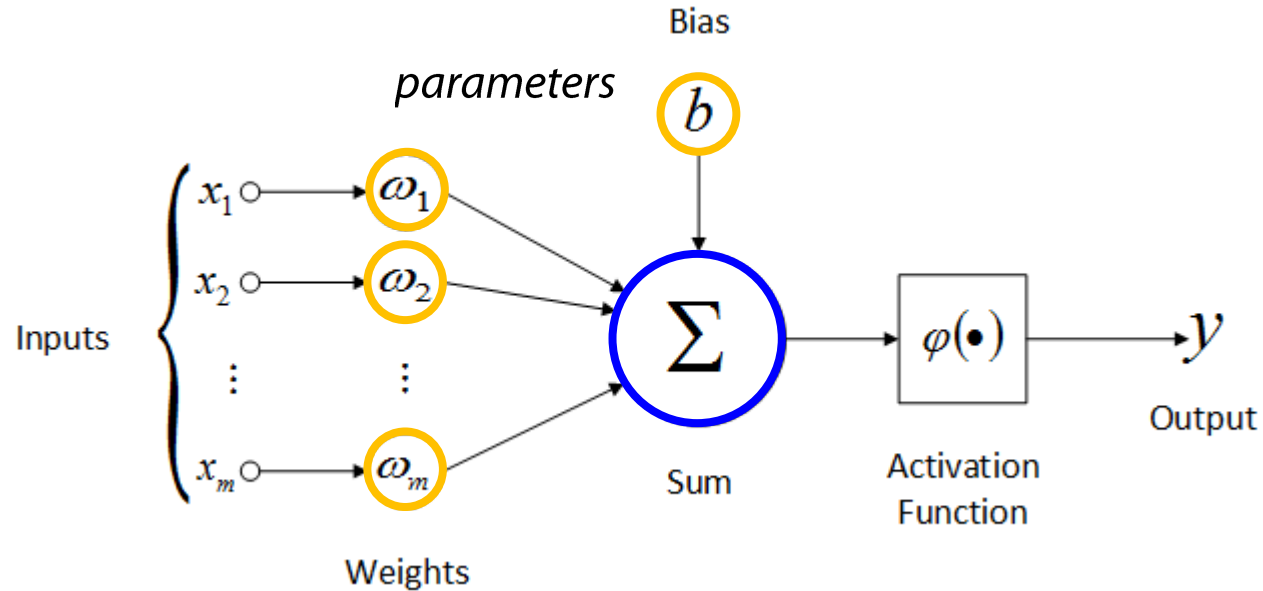 Bias
parameters
b
x₁
ω₁
x₂
ω₂
Inputs
⋮
⋮
Σ
φ(•)
y
Output
xₘ
ωₘ
Sum
Activation
Function
Weights